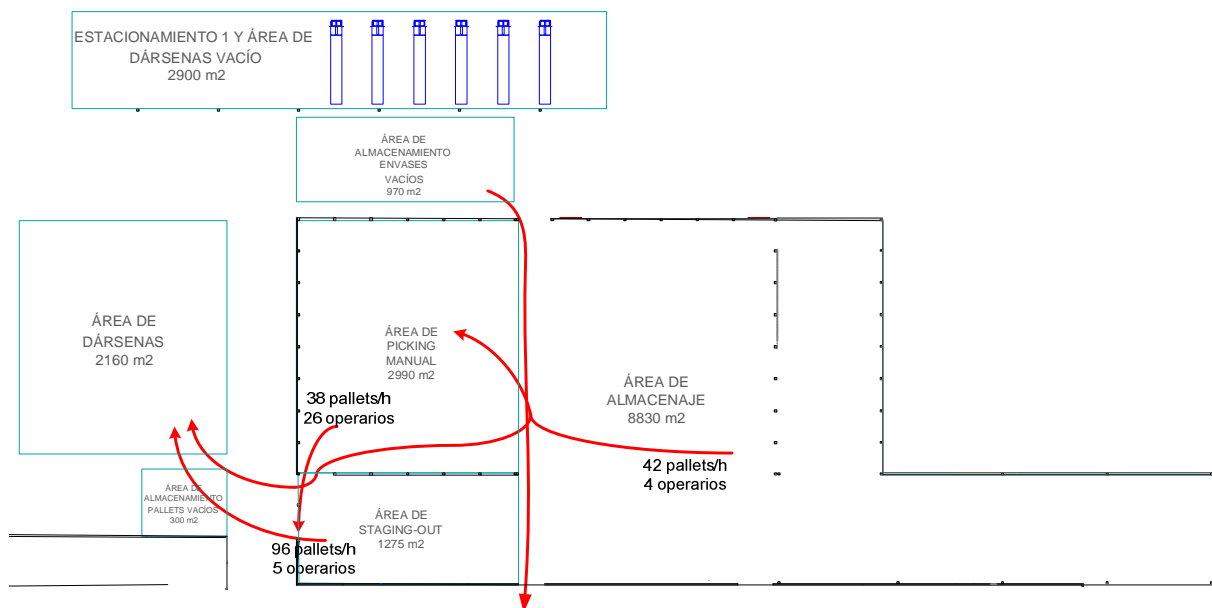 ESTACIONAMIENTO 1 Y ÁREA DE
DÁRSENAS VACÍO
2900 m2
ÁREA DE
ALMACENAMIENTO
ENVASES
VACÍOS
970 m2
ÁREA DE
DÁRSENAS
2160 m2
ÁREA DE
PICKING
MANUAL
2990 m2
ÁREA DE
ALMACENAJE
8830 m2
38 pallets/h
26 operarios
42 pallets/h
4 operarios
ÁREA DE
ALMACENAMIENTO
PALLETS VACÍOS
300 m2
ÁREA DE
STAGING-OUT
1275 m2
96 pallets/h
5 operarios